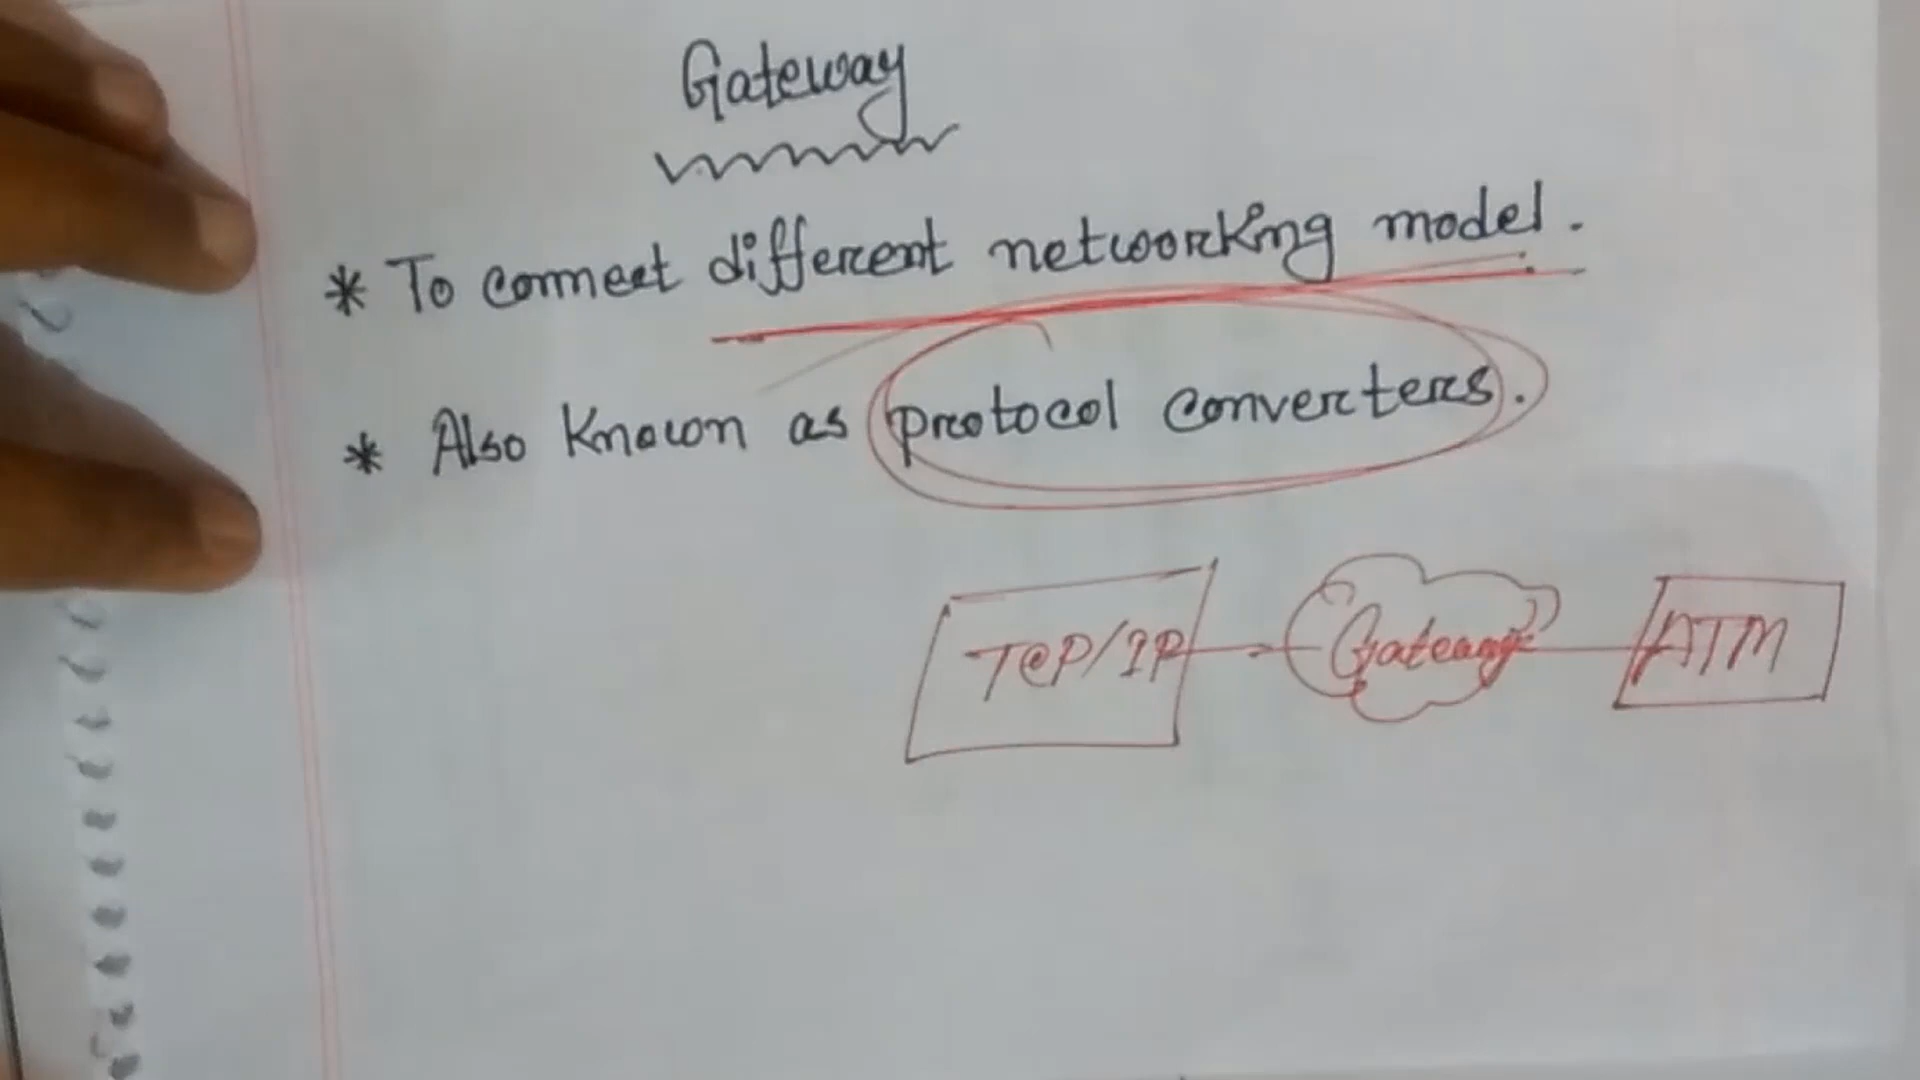 Gateway
* To connect different networking model.
* Also Known as protocol converters.
TCP/IP Gateway ATM